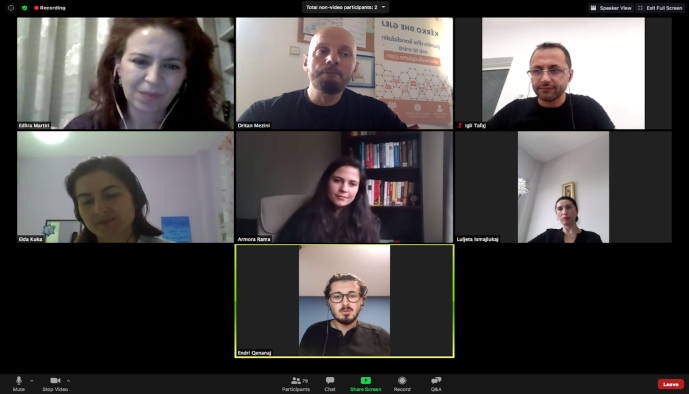 Recording
Total non-video participants: 2
Speaker View
Exit Full Screen
KËRKO DHE GJEJ
Edlira Martiri
Dritan Mezini
Igli Tafaj
Elda Kuka
Armora Rama
Luljeta Ismajlukaj
Endri Qenanaj
Mute
Stop Video
Participants
79
Chat
Share Screen
Record
Q&A
Leave